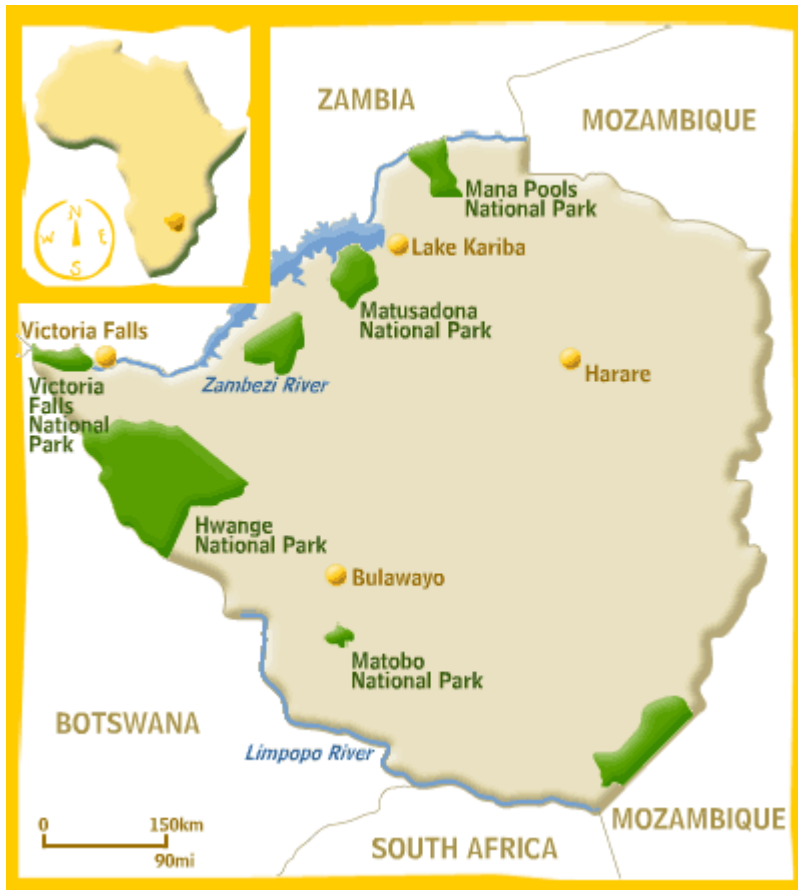 N
W E
S
ZAMBIA
MOZAMBIQUE
Mana Pools
National Park
Lake Kariba
Matusadona
National Park
Victoria Falls
Zambezi River
Harare
Victoria
Falls
National
Park
Hwange
National Park
Bulawayo
Matobo
National Park
BOTSWANA
Limpopo River
0 150km
90mi
MOZAMBIQUE
SOUTH AFRICA